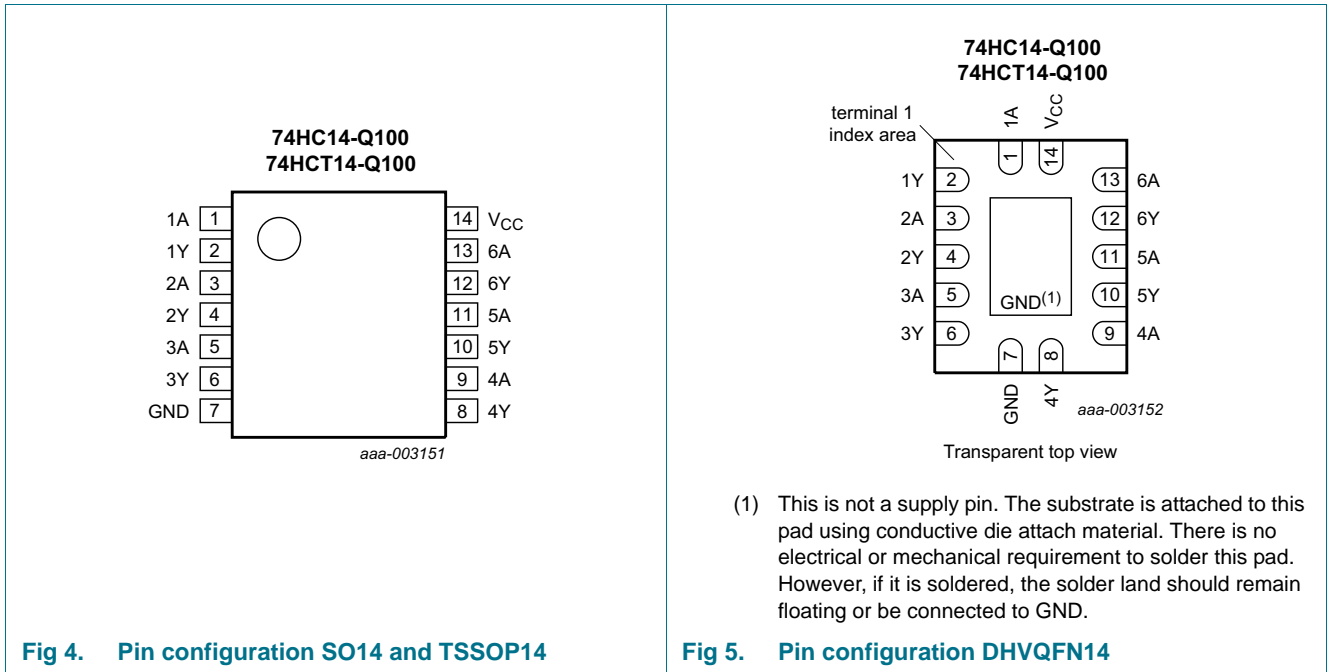 74HC14-Q100
74HCT14-Q100
1A 1
1Y 2
2A 3
2Y 4
3A 5
3Y 6
GND 7
14 VCC
13 6A
12 6Y
11 5A
10 5Y
9 4A
8 4Y
aaa-003151
Fig 4. Pin configuration SO14 and TSSOP14
74HC14-Q100
74HCT14-Q100
terminal 1
index area
1A
VCC
1
14
1Y 2
2A 3
2Y 4
3A 5
3Y 6
13 6A
12 6Y
11 5A
10 5Y
9 4A
GND(1)
7
8
GND
4Y
aaa-003152
Transparent top view
(1) This is not a supply pin. The substrate is attached to this
pad using conductive die attach material. There is no
electrical or mechanical requirement to solder this pad.
However, if it is soldered, the solder land should remain
floating or be connected to GND.
Fig 5. Pin configuration DHVQFN14